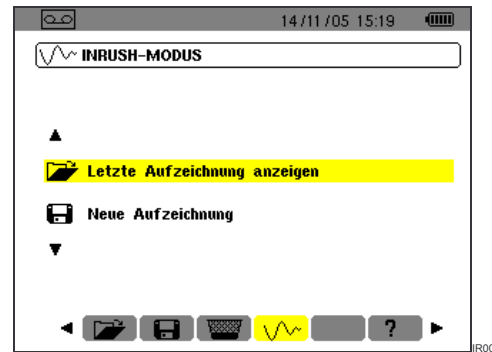 14/11/05 15:19
INRUSH-MODUS
Letzte Aufzeichnung anzeigen
Neue Aufzeichnung
?